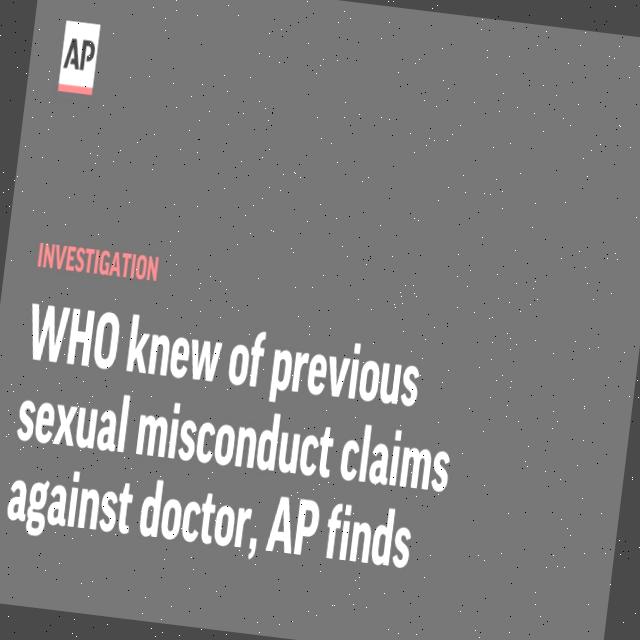 AP
INVESTIGATION
WHO knew of previous
sexual misconduct claims
against doctor, AP finds